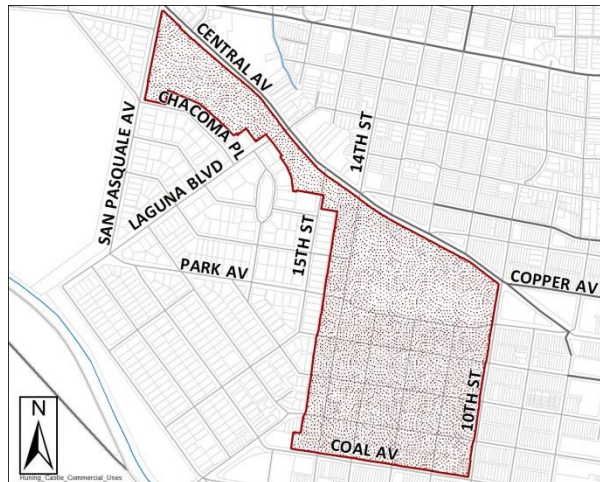 CENTRAL AV
CHACOMA PL
SAN PASQUALE AV
LAGUNA BLVD
14TH ST
15TH ST
PARK AV
COPPER AV
10TH ST
COAL AV
N
Huning_Castle_Commercial_Uses